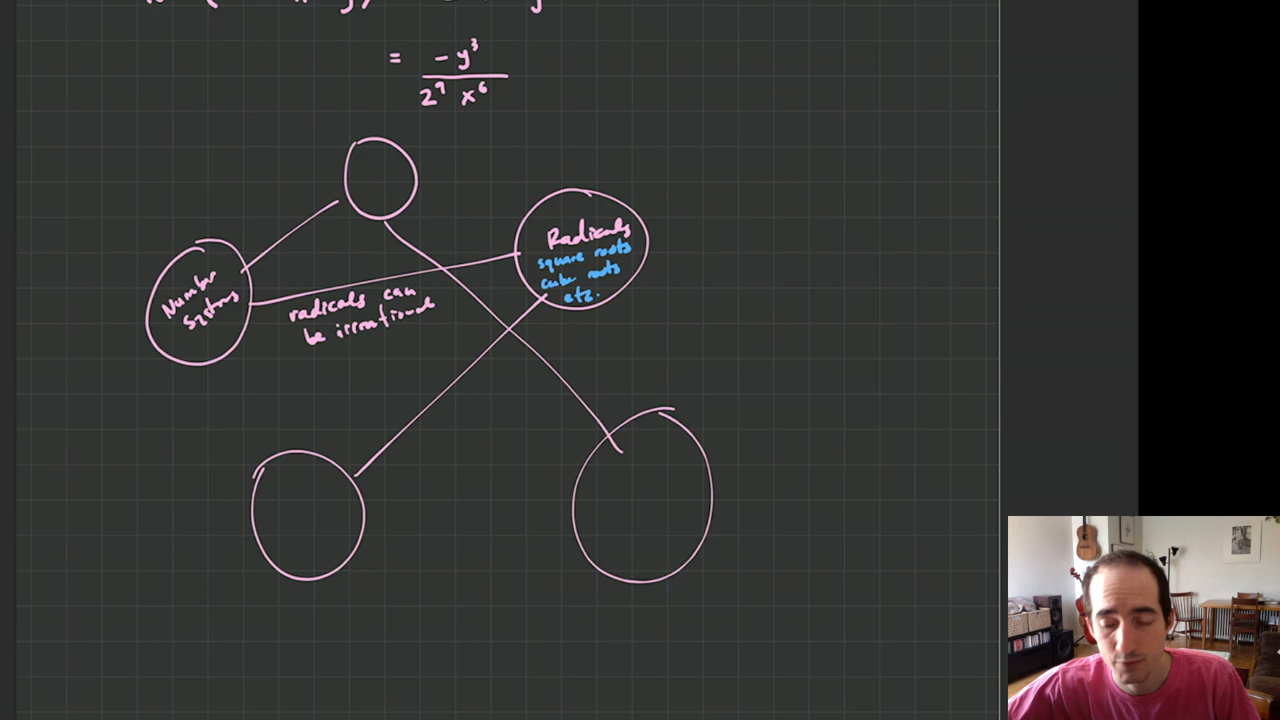 = -y³
2⁹ x⁶
Radicals
square roots
cube roots
etc.
Number
Systems
radicals can
be irrational